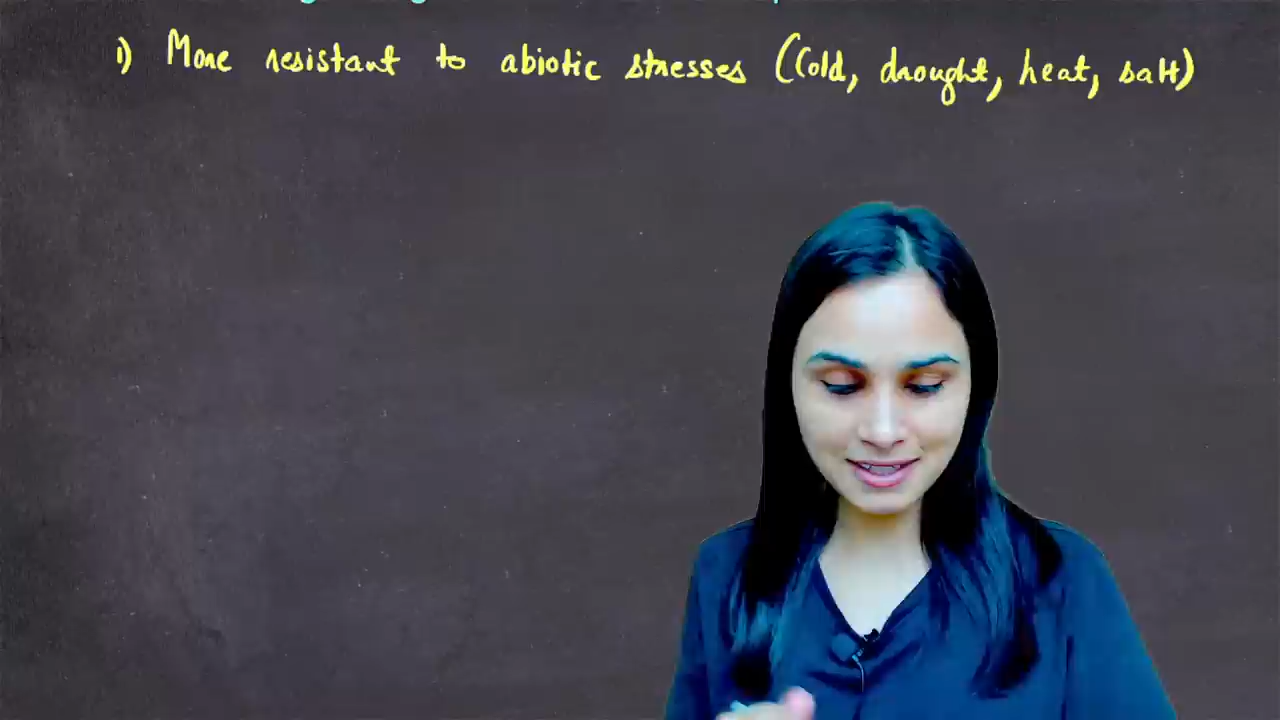 1) More resistant to abiotic stresses (Cold, drought, heat, salt)